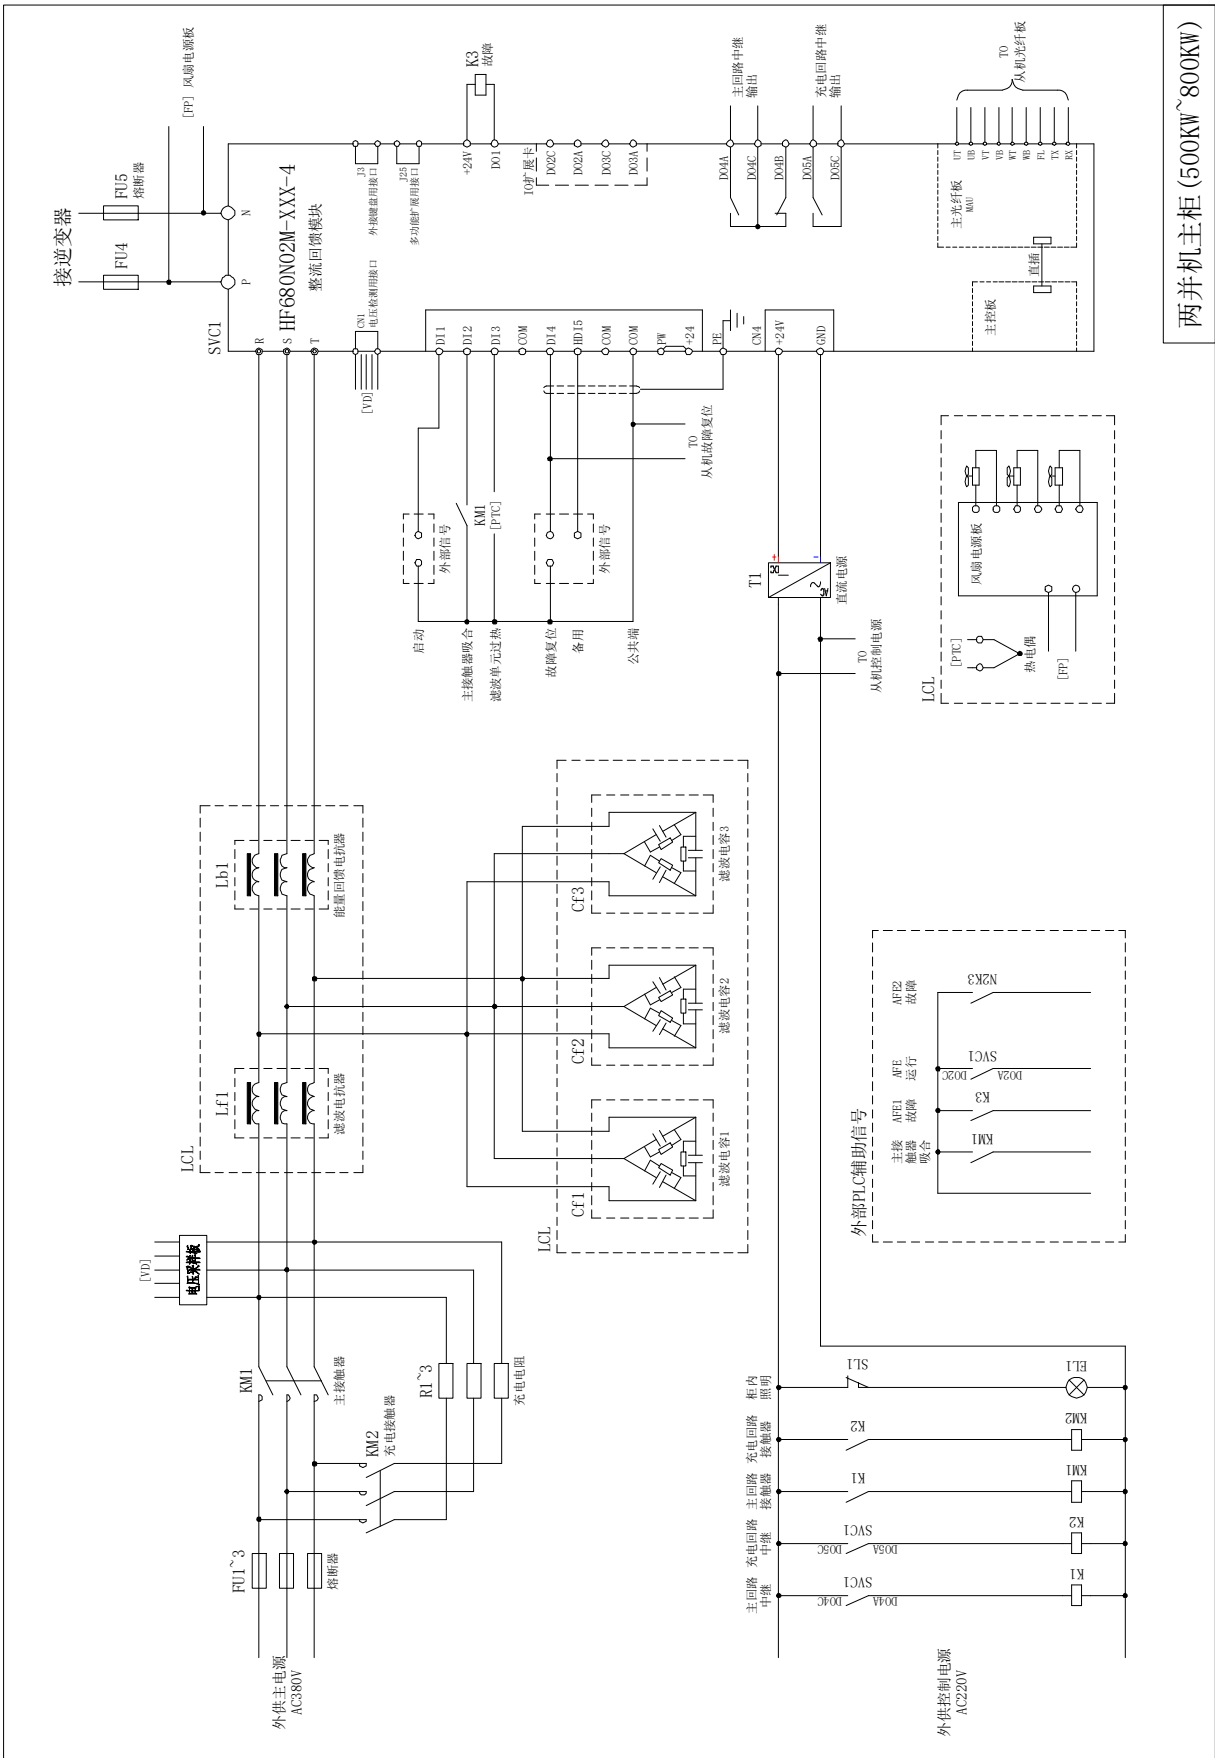 两并机主柜(500KW~800KW)
接逆变器
FU4
FU5
熔断器
[FP] 风扇电源板
SVC1
P
N
HF680N02M-XXX-4
整流回馈模块
R
S
T
CN1
电压检测用接口
[VD]
J3
外接键盘用接口
J25
多功能扩展用接口
K3
故障
+24V
DO1
IO扩展卡
DO2C
DO2A
DO3C
DO3A
主回路中继
输出
充电回路中继
输出
DO4A
DO4C
DO4B
DO5A
DO5C
TO
从机光纤板
UT
UB
VT
VB
WT
WB
FL
TX
RX
主光纤板
MAU
直插
主控板
DI1
DI2
DI3
COM
DI4
HDI5
COM
COM
PW
+24
PE
CN4
+24V
GND
外部信号
KM1
[PTC]
外部信号
TO
从机故障复位
启动
主接触器吸合
滤波单元过热
故障复位
备用
公共端
T1
+
-
DC
AC
直流电源
TO
从机控制电源
LCL
[PTC]
热电偶
[FP]
风扇电源板
LCL
Lf1
滤波电抗器
Lb1
能量回馈电抗器
LCL
Cf1
滤波电容1
Cf2
滤波电容2
Cf3
滤波电容3
[VD]
电压采样板
KM1
主接触器
KM2
充电接触器
R1~3
充电电阻
FU1~3
熔断器
外供主电源
AC380V
外部PLC辅助信号
主接
触器
吸合
KM1
AFE1
故障
K3
AFE
运行
SVC1
DO2C
DO2A
AFE2
故障
N2K3
主回路
中继
SVC1
DO4C
DO4A
K1
充电回路
中继
SVC1
DO5C
DO5A
K2
主回路
接触器
K1
KM1
充电回路
接触器
K2
KM2
柜内
照明
SL1
EL1
外供控制电源
AC220V